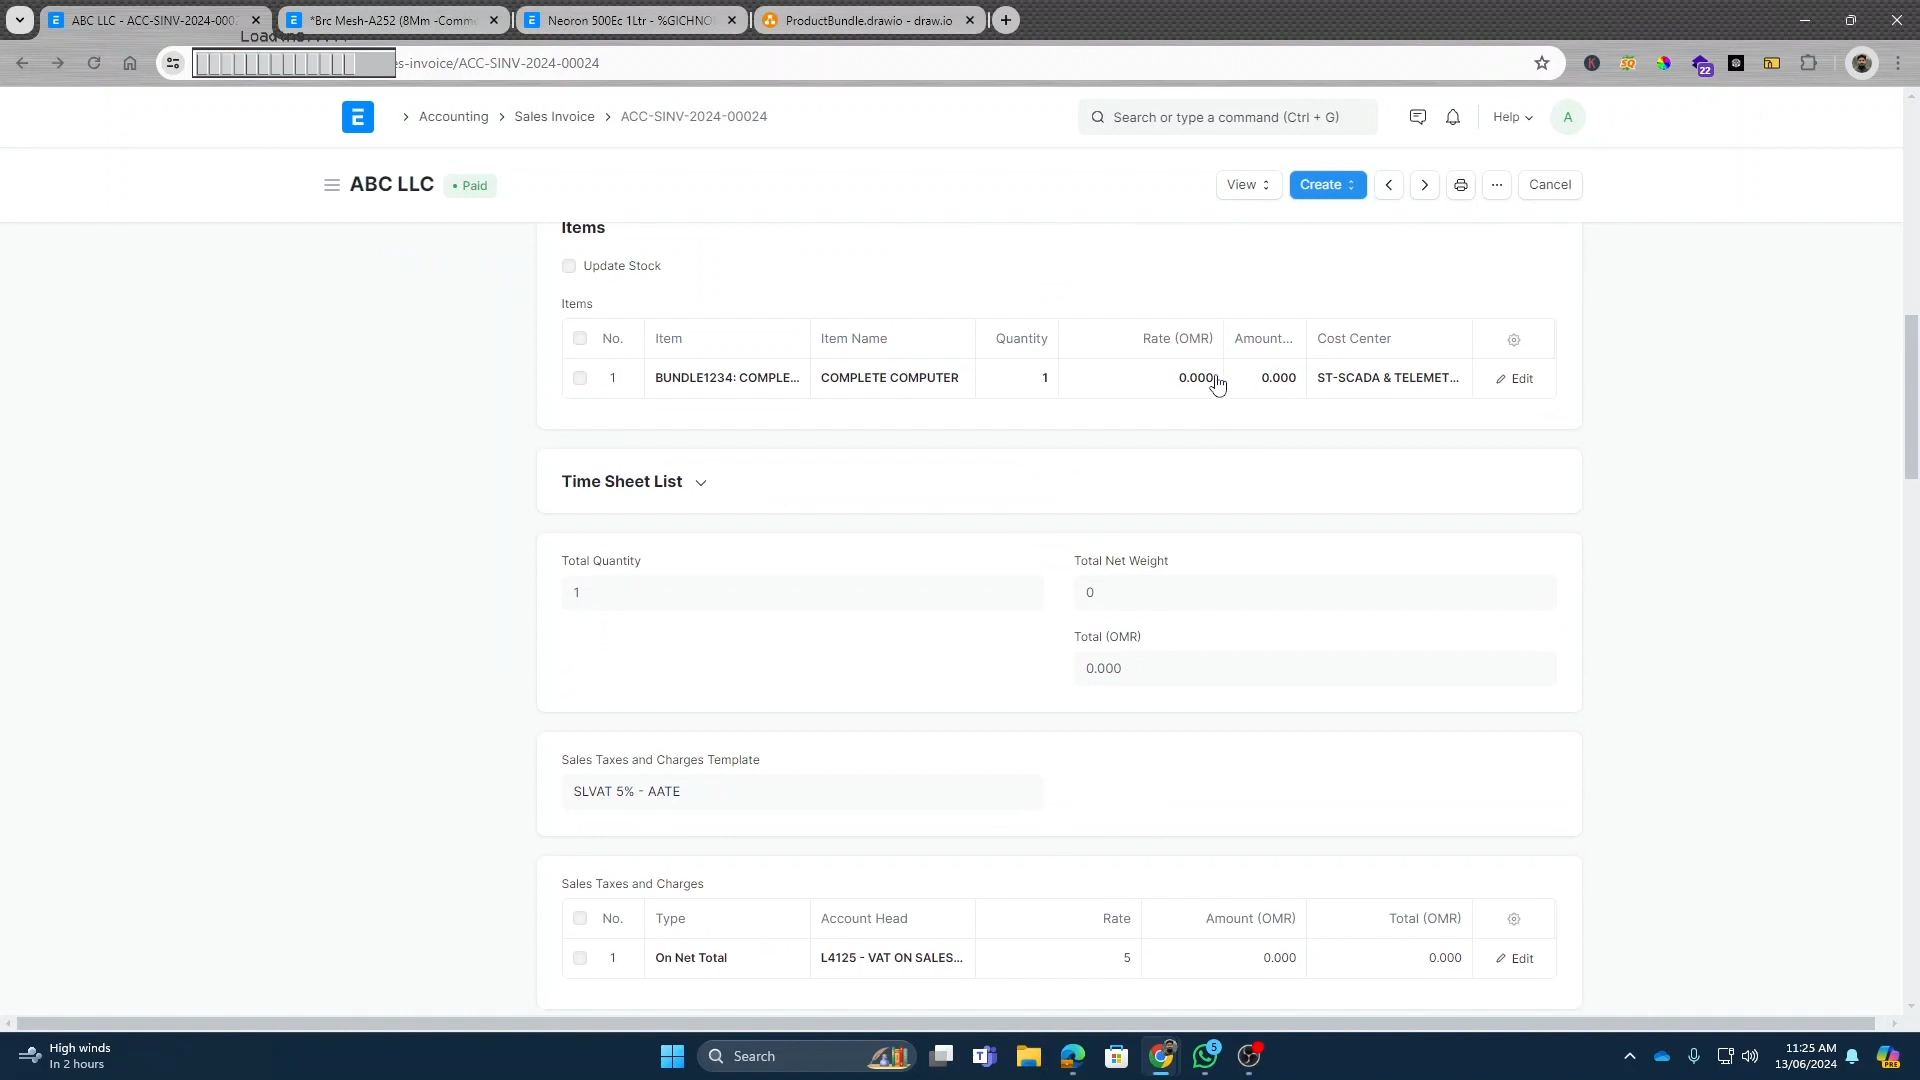 ABC LLC - ACC-SINV-2024-000
*Brc Mesh-A252 (8Mm -Comme
Neoron 500Ec 1Ltr - %GICHNO
ProductBundle.drawio - draw.io
s-invoice/ACC-SINV-2024-00024
22
E
Accounting
Sales Invoice
ACC-SINV-2024-00024
Search or type a command (Ctrl + G)
Help
A
ABC LLC
Paid
View
Create
Cancel
Items
Update Stock
Items
No. Item Item Name Quantity Rate (OMR) Amount... Cost Center
1 BUNDLE1234: COMPLE... COMPLETE COMPUTER 1 0.000 0.000 ST-SCADA & TELEMET... Edit
Time Sheet List
Total Quantity
1
Total Net Weight
0
Total (OMR)
0.000
Sales Taxes and Charges Template
SLVAT 5% - AATE
Sales Taxes and Charges
No. Type Account Head Rate Amount (OMR) Total (OMR)
1 On Net Total L4125 - VAT ON SALES... 5 0.000 0.000 Edit
High winds
In 2 hours
Search
5
11:25 AM
13/06/2024